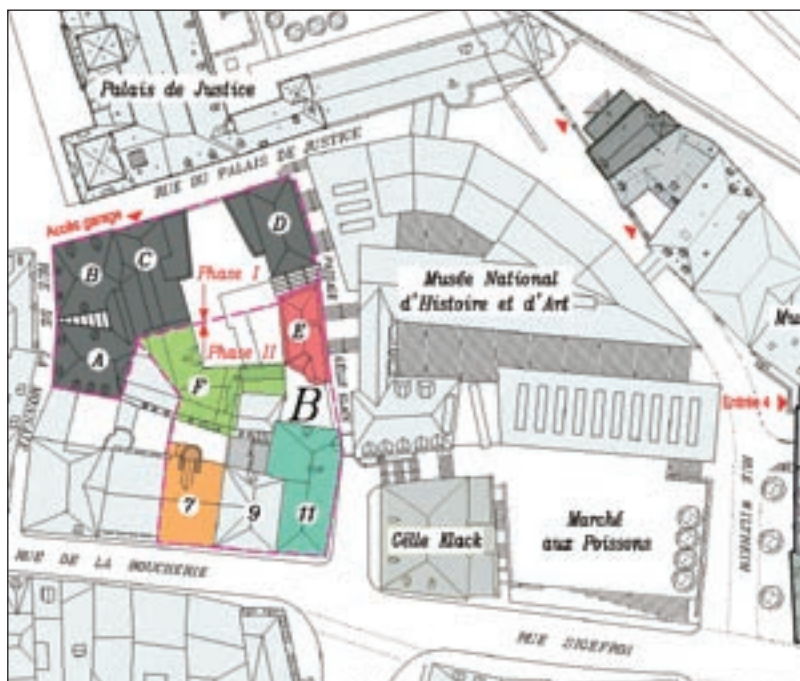 Palais de Justice
RUE DU PALAIS DE JUSTICE
Accès garage
D
B
C
Phase I
Musée National
d'Histoire et d'Art
E
Phase II
A
F
B
Entrée 4
7
9
11
Célle Klack
Marché
aux Poissons
RUE WILTHEIM
RUE DE LA BOUCHERIE
RUE SIGEFROI